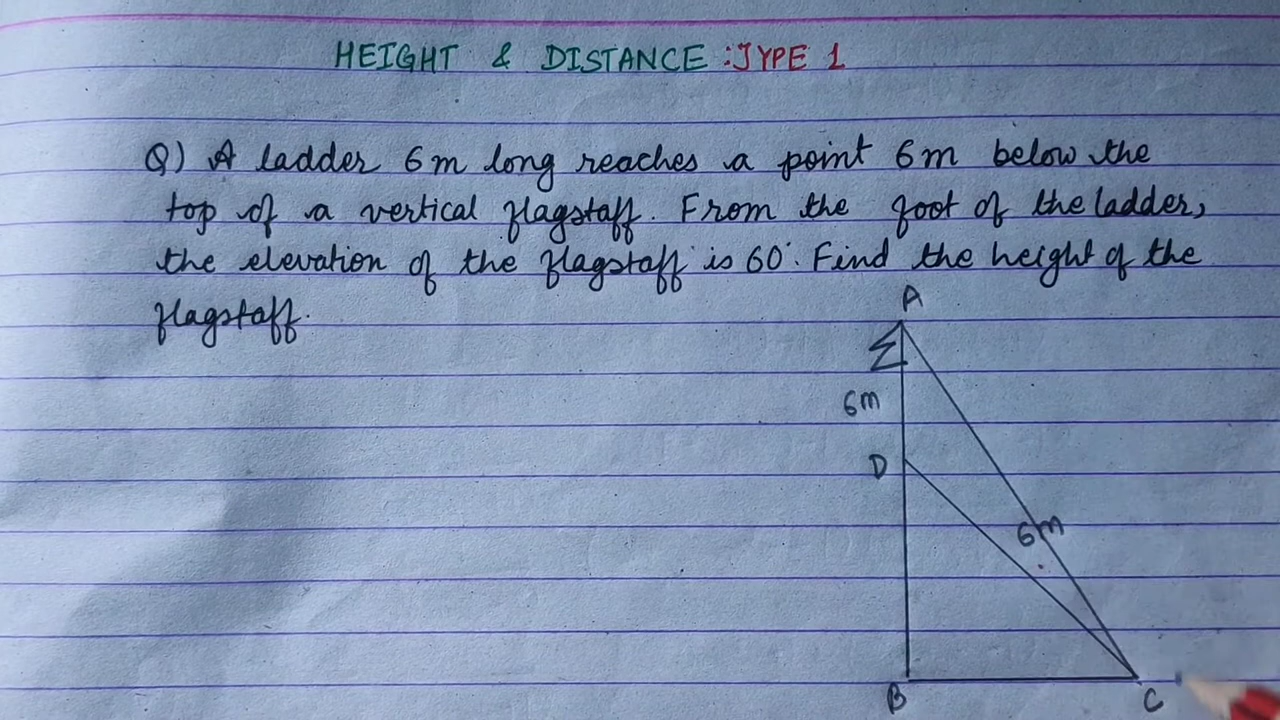 HEIGHT & DISTANCE :TYPE 1
Q) A ladder 6m long reaches a point 6m below the
top of a vertical flagstaff. From the foot of the ladder,
the elevation of the flagstaff is 60°. Find the height of the
flagstaff.
A
6m
D
6m
B
C